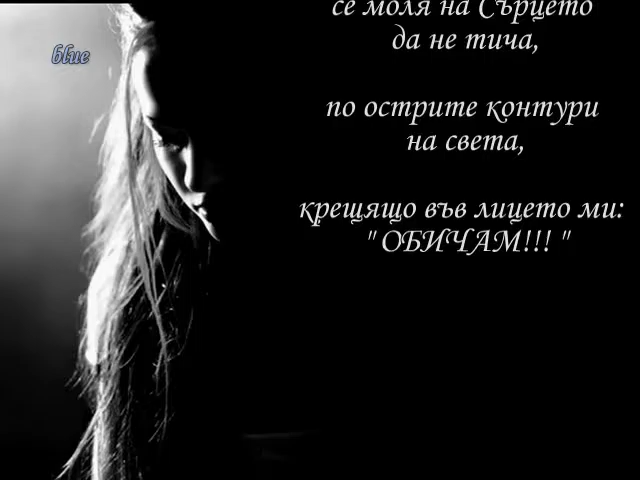 blue
се моля на Сърцето
да не тича,
по острите контури
на света,
крещящо във лицето ми:
" ОБИЧАМ!!! "